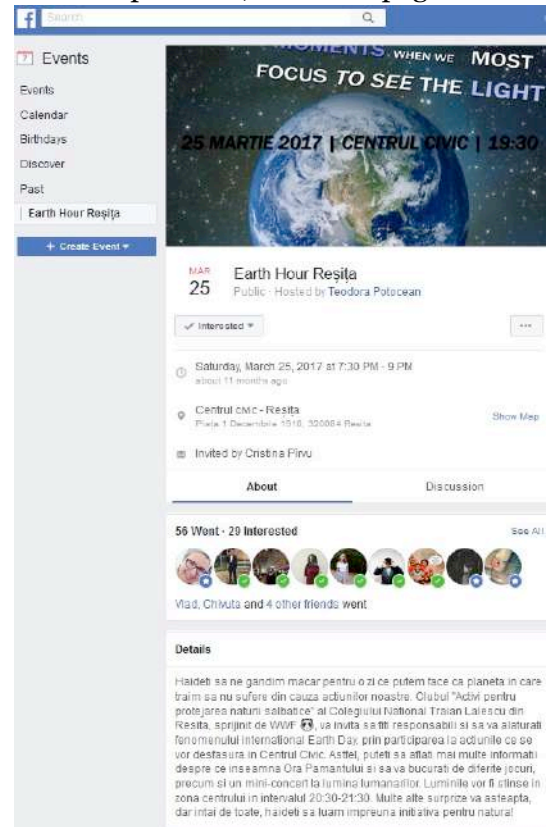 Search
Events
Events
Calendar
Birthdays
Discover
Past
Earth Hour Reșița
+ Create Event
MOMENTS WHEN WE MOST
FOCUS TO SEE THE LIGHT
25 MARTIE 2017 | CENTRUL CIVIC | 19:30
MAR
25
Earth Hour Reșița
Public · Hosted by Teodora Potocean
Interested
Saturday, March 25, 2017 at 7:30 PM - 9 PM
about 11 months ago
Centrul civic - Reșița
Piata 1 Decembrie 1918, 320084 Resita
Show Map
Invited by Cristina Pîrvu
About
Discussion
56 Went · 29 Interested
See All
Vlad, Chivuta and 4 other friends went
Details
Haideti sa ne gandim macar pentru o zi ce putem face ca planeta in care
traim sa nu sufere din cauza actiunilor noastre. Clubul "Activi pentru
protejarea naturii salbatice" al Colegiului National Traian Lalescu din
Resita, sprijinit de WWF, va invita sa fiti responsabili si sa va alaturati
fenomenului international Earth Day, prin participarea la actiunile ce se
vor desfasura in Centrul Civic. Astfel, puteti sa aflati mai multe informatii
despre ce inseamna Ora Pamantului si sa va bucurati de diferite jocuri,
precum si un mini-concert la lumina lumanarilor. Luminile vor fi stinse in
zona centrului in intervalul 20:30-21:30. Multe alte surprize va asteapta,
dar intai de toate, haideti sa luam impreuna initiativa pentru natura!